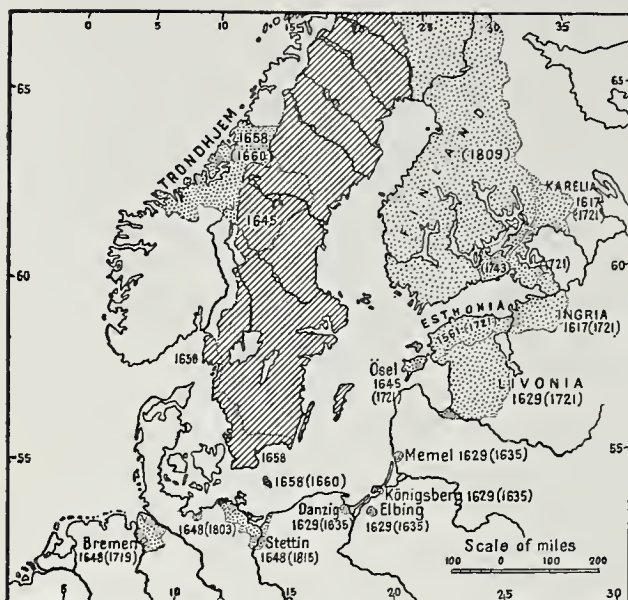 0 5 10 15 25 30 35
65
65
TRONDHJEM
1658
1660
1645
FINLAND
(1809)
KARELIA
1617
(1721)
60
(1743)
1721)
60
ESTHONIA
1561(1721)
INGRIA
1617(1721)
1658
Ösel
1645
(1721)
LIVONIA
1629(1721)
55
1658
1658(1660)
Memel 1629(1635)
55
Königsberg 1629(1635)
Danzig
1629(1635)
Elbing
1629(1635)
1648(1803)
Bremen
1648(1719)
Stettin
1648(1815)
Scale of miles
100 0 100 200
5 10 15 20 25 30